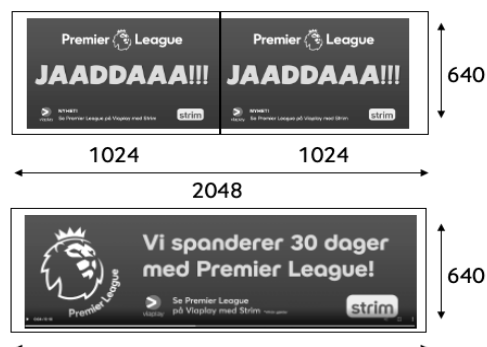 Premier League Premier League
JAADDAAA!!! JAADDAAA!!!
NYHET! NYHET!
viaplay Se Premier League på Viaplay med Strim strim viaplay Se Premier League på Viaplay med Strim strim
640
1024 1024
2048
Vi spanderer 30 dager
med Premier League!
Premier League
Se Premier League
viaplay på Viaplay med Strim strim
640